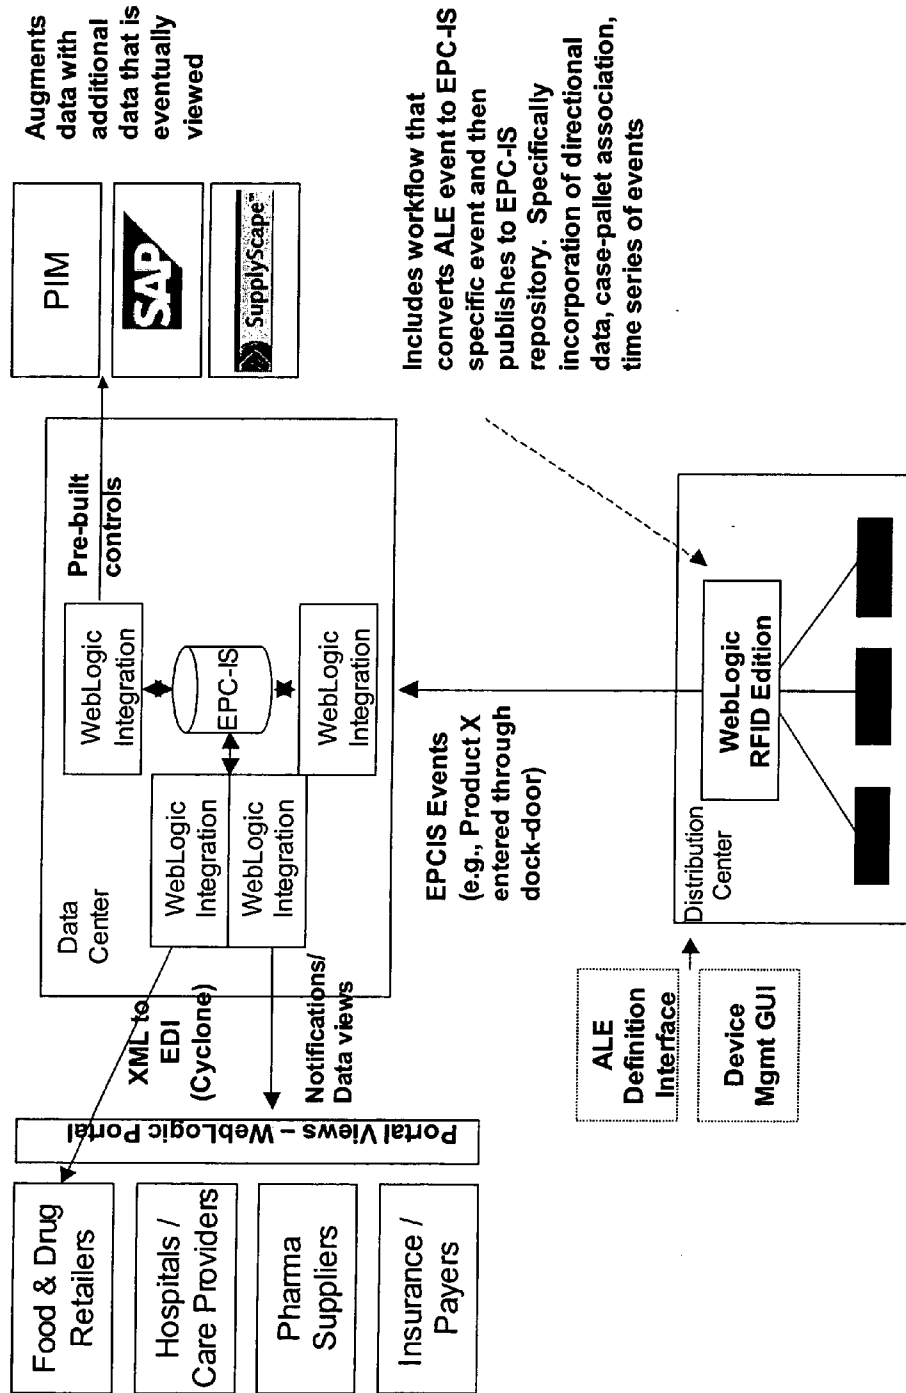 Food & Drug
Retailers
Hospitals /
Care Providers
Pharma
Suppliers
Insurance /
Payers
Portal Views – WebLogic Portal
XML to
EDI
(Cyclone)
Notifications/
Data views
Data
Center
WebLogic
Integration
WebLogic
Integration
WebLogic
Integration
EPC-IS
WebLogic
Integration
Pre-built
controls
PIM
SAP
SupplyScape™
Augments
data with
additional
data that is
eventually
viewed
EPCIS Events
(e.g., Product X
entered through
dock-door)
Includes workflow that
converts ALE event to EPC-IS
specific event and then
publishes to EPC-IS
repository. Specifically
incorporation of directional
data, case-pallet association,
time series of events
ALE
Definition
Interface
Device
Mgmt GUI
Distribution
Center
WebLogic
RFID Edition